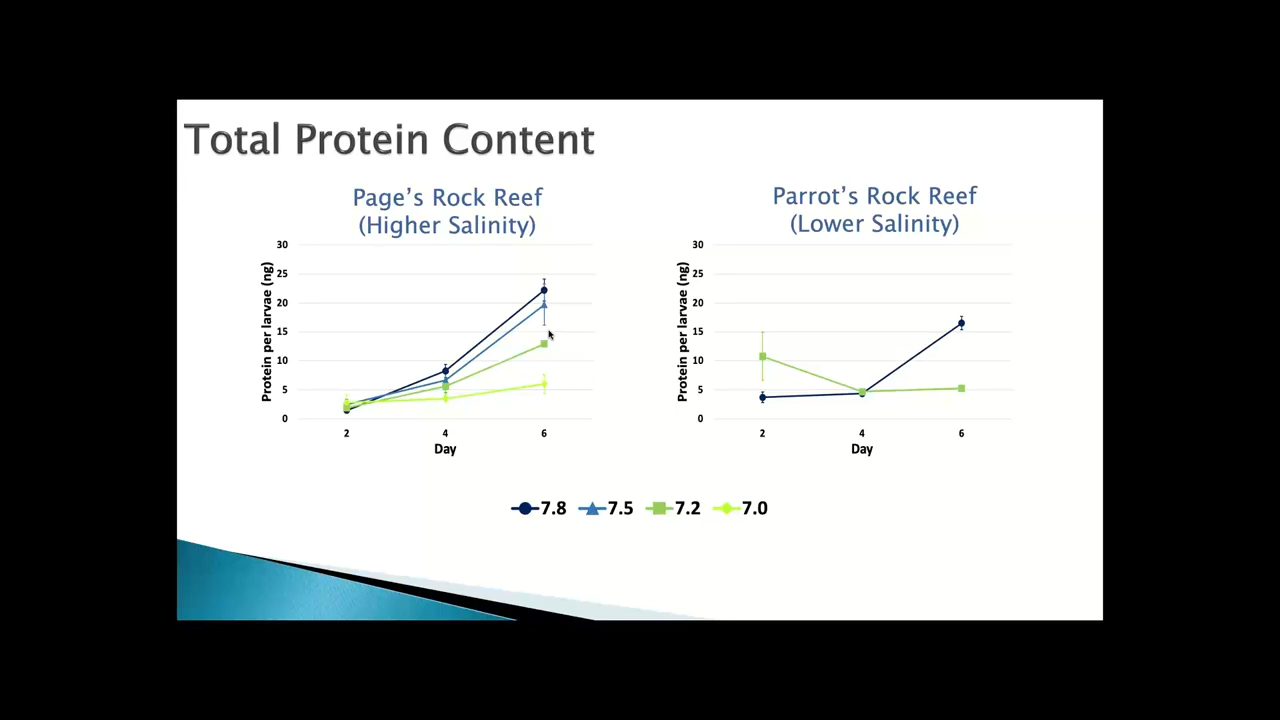 Total Protein Content
Page's Rock Reef
(Higher Salinity)
Protein per larvae (ng)
30
25
20
15
10
5
0
2
4
6
Day
Parrot's Rock Reef
(Lower Salinity)
Protein per larvae (ng)
30
25
20
15
10
5
0
2
4
6
Day
7.8 7.5 7.2 7.0